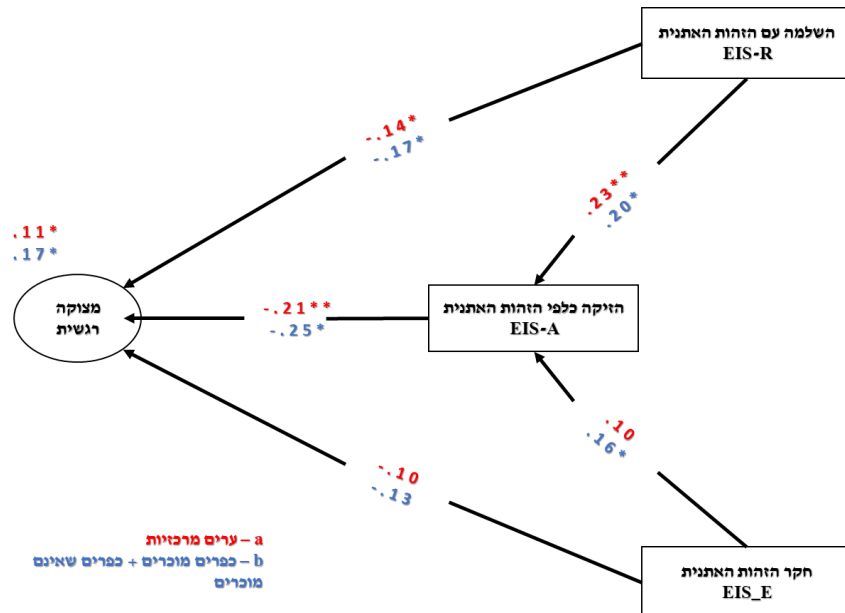 השלמה עם הזהות האתנית
EIS-R
-.14*
-.17*
.23**
.20*
.11*
.17*
מצוקה
רגשית
-.21**
-.25*
הזיקה כלפי הזהות האתנית
EIS-A
.10
.16*
-.10
-.13
a – ערים מרכזיות
b – כפרים מוכרים + כפרים שאינם
מוכרים
חקר הזהות האתנית
EIS_E